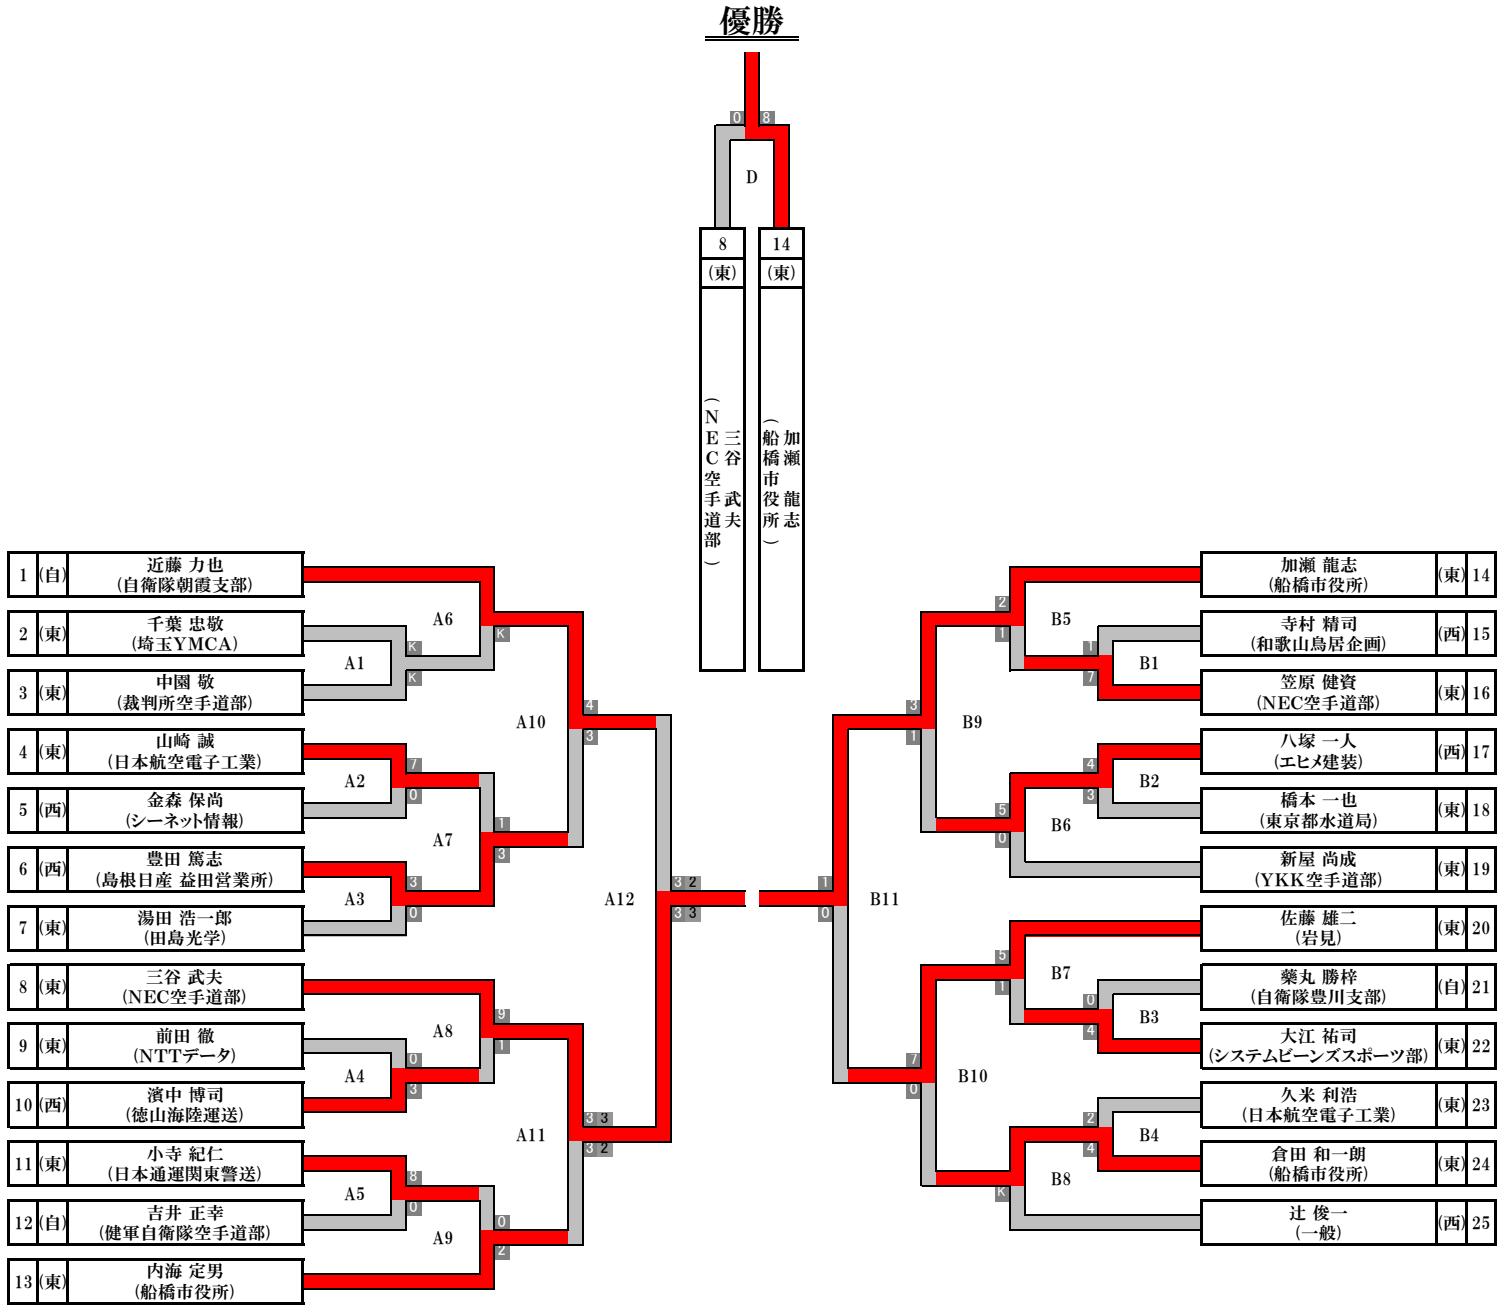 優勝
0 8
D
8 14
(東) (東)
三谷 武夫
(NEC空手道部)
加瀬 龍志
(船橋市役所)
1 (自) 近藤 力也
(自衛隊朝霞支部)
2 (東) 千葉 忠敬
(埼玉YMCA)
3 (東) 中園 敬
(裁判所空手道部)
4 (東) 山崎 誠
(日本航空電子工業)
5 (西) 金森 保尚
(シーネット情報)
6 (西) 豊田 篤志
(島根日産 益田営業所)
7 (東) 湯田 浩一郎
(田島光学)
8 (東) 三谷 武夫
(NEC空手道部)
9 (東) 前田 徹
(NTTデータ)
10 (西) 濱中 博司
(徳山海陸運送)
11 (東) 小寺 紀仁
(日本通運関東警送)
12 (自) 吉井 正幸
(健軍自衛隊空手道部)
13 (東) 内海 定男
(船橋市役所)
A1
K
K
A2
7
0
A3
3
0
A4
0
3
A5
8
0
A6
K
A7
1
3
A8
9
1
A9
0
2
A10
4
3
A11
3 3
3 2
A12
3 2
3 3
加瀬 龍志 (東) 14
(船橋市役所)
寺村 精司 (西) 15
(和歌山鳥居企画)
笠原 健資 (東) 16
(NEC空手道部)
八塚 一人 (西) 17
(エヒメ建装)
橋本 一也 (東) 18
(東京都水道局)
新屋 尚成 (東) 19
(YKK空手道部)
佐藤 雄二 (東) 20
(岩見)
藥丸 勝梓 (自) 21
(自衛隊豊川支部)
大江 祐司 (東) 22
(システムビーンズスポーツ部)
久米 利浩 (東) 23
(日本航空電子工業)
倉田 和一朗 (東) 24
(船橋市役所)
辻 俊一 (西) 25
(一般)
B1
1
7
B2
4
3
B3
0
4
B4
2
4
B5
2
1
B6
5
0
B7
5
1
B8
K
B9
3
1
B10
7
0
B11
1
0